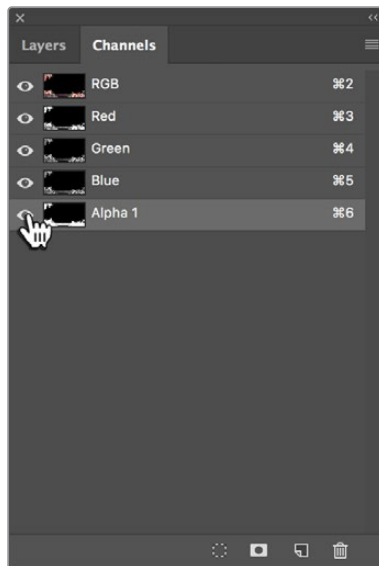 Layers Channels
RGB ⌘2
Red ⌘3
Green ⌘4
Blue ⌘5
Alpha 1 ⌘6